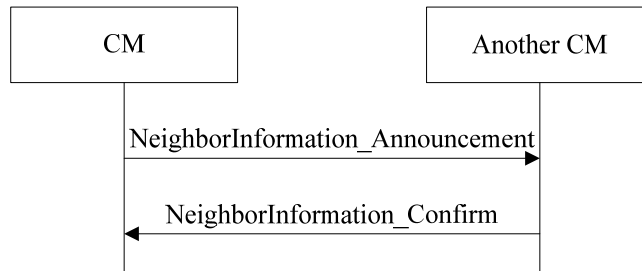 CM
Another CM
NeighborInformation_Announcement
NeighborInformation_Confirm